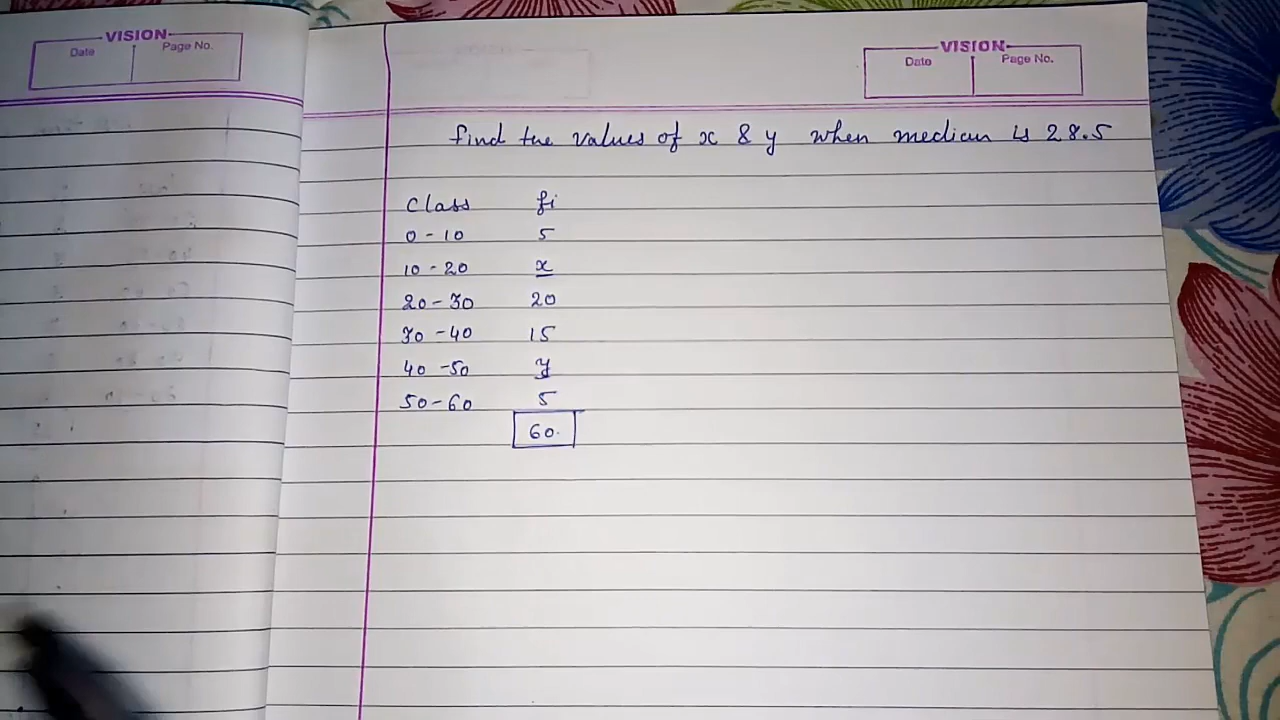 VISION
Date Page No.
VISION
Date Page No.
find the values of x & y when median is 28.5
Class fi
0-10 5
10-20 x
20-30 20
30-40 15
40-50 y
50-60 5
60.